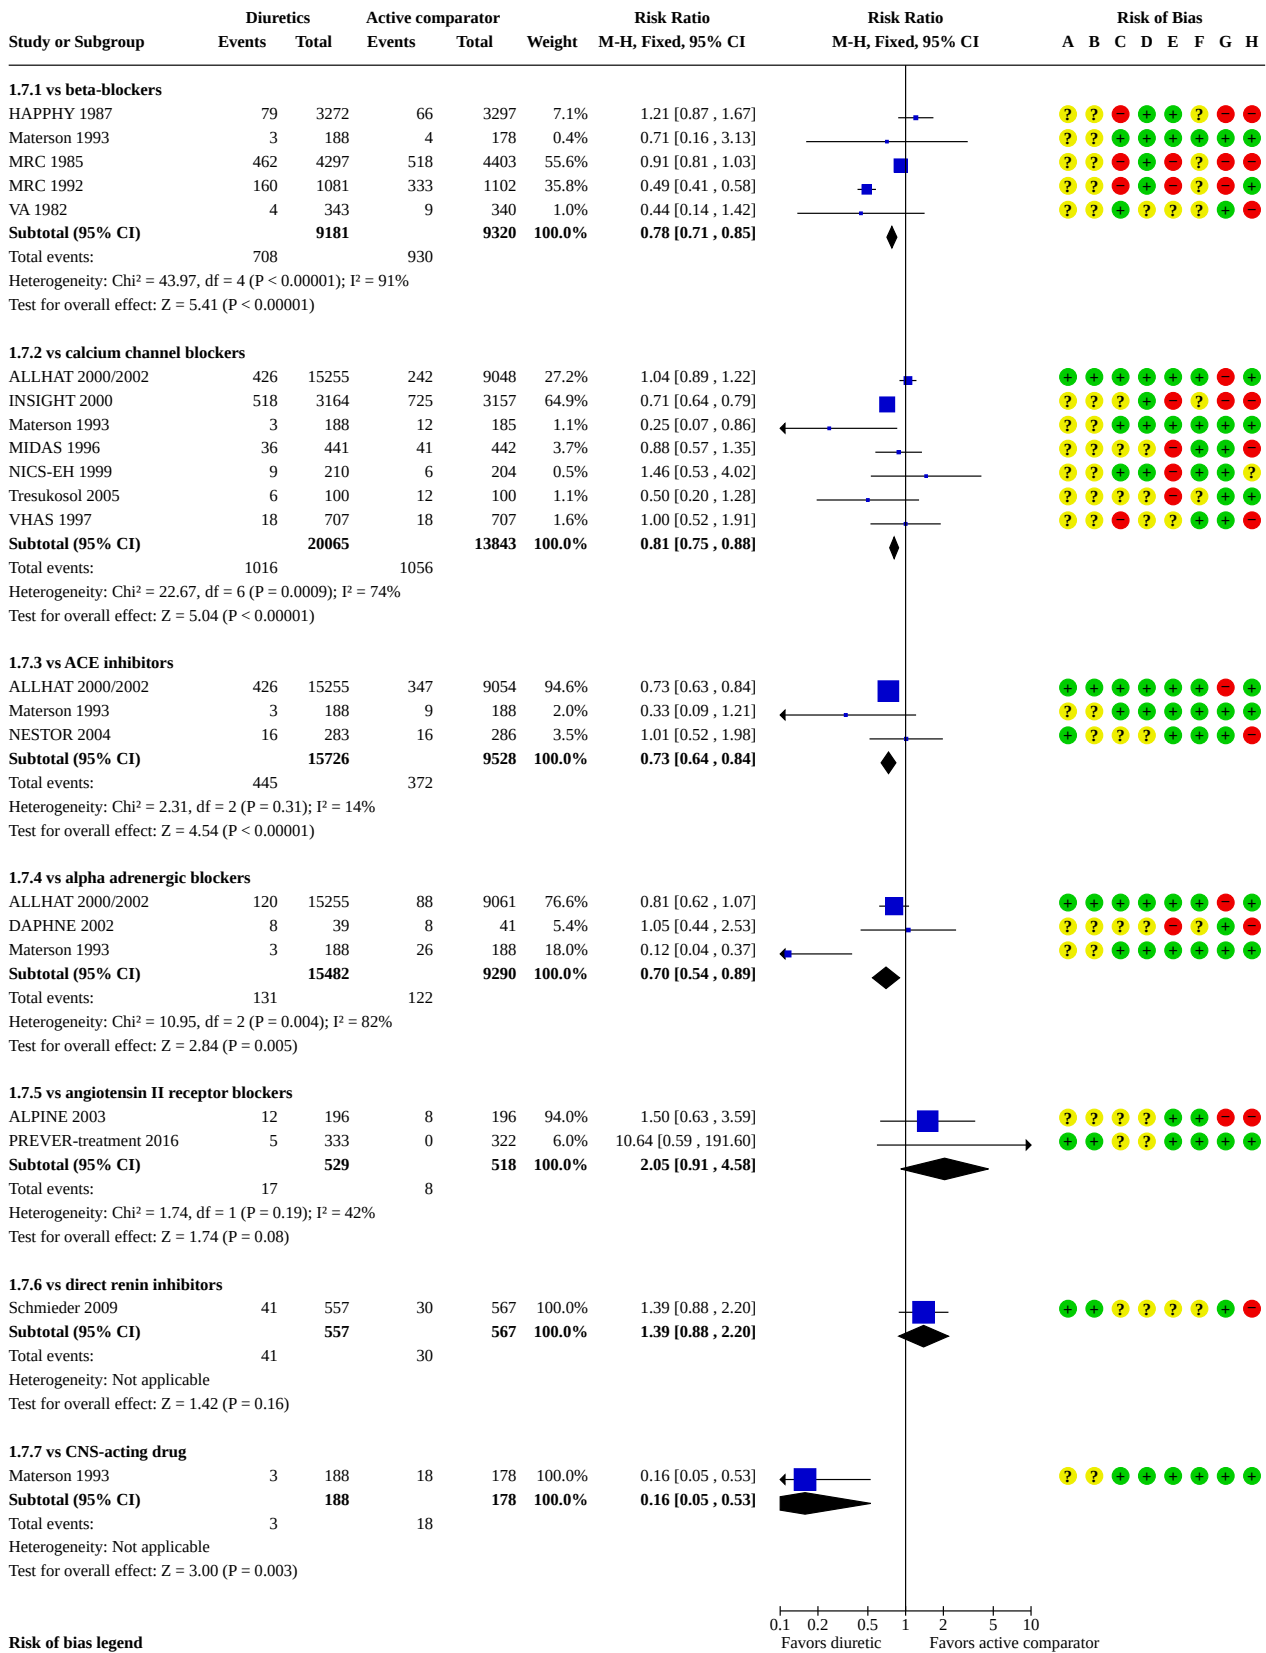 Diuretics Active comparator Risk Ratio Risk Ratio Risk of Bias
Study or Subgroup Events Total Events Total Weight M-H, Fixed, 95% CI M-H, Fixed, 95% CI A B C D E F G H
1.7.1 vs beta-blockers
HAPPHY 1987 79 3272 66 3297 7.1% 1.21 [0.87 , 1.67] ? ? − + + ? − −
Materson 1993 3 188 4 178 0.4% 0.71 [0.16 , 3.13] ? ? + + + + + +
MRC 1985 462 4297 518 4403 55.6% 0.91 [0.81 , 1.03] ? ? − + − ? − −
MRC 1992 160 1081 333 1102 35.8% 0.49 [0.41 , 0.58] ? ? − + − ? − +
VA 1982 4 343 9 340 1.0% 0.44 [0.14 , 1.42] ? ? + ? ? ? + −
Subtotal (95% CI) 9181 9320 100.0% 0.78 [0.71 , 0.85]
Total events: 708 930
Heterogeneity: Chi² = 43.97, df = 4 (P < 0.00001); I² = 91%
Test for overall effect: Z = 5.41 (P < 0.00001)
1.7.2 vs calcium channel blockers
ALLHAT 2000/2002 426 15255 242 9048 27.2% 1.04 [0.89 , 1.22] + + + + + + − +
INSIGHT 2000 518 3164 725 3157 64.9% 0.71 [0.64 , 0.79] ? ? ? + − ? − −
Materson 1993 3 188 12 185 1.1% 0.25 [0.07 , 0.86] ? ? + + + + + +
MIDAS 1996 36 441 41 442 3.7% 0.88 [0.57 , 1.35] ? ? ? ? − + + −
NICS-EH 1999 9 210 6 204 0.5% 1.46 [0.53 , 4.02] ? ? + + − + + ?
Tresukosol 2005 6 100 12 100 1.1% 0.50 [0.20 , 1.28] ? ? ? ? − ? + +
VHAS 1997 18 707 18 707 1.6% 1.00 [0.52 , 1.91] ? ? − ? ? + + −
Subtotal (95% CI) 20065 13843 100.0% 0.81 [0.75 , 0.88]
Total events: 1016 1056
Heterogeneity: Chi² = 22.67, df = 6 (P = 0.0009); I² = 74%
Test for overall effect: Z = 5.04 (P < 0.00001)
1.7.3 vs ACE inhibitors
ALLHAT 2000/2002 426 15255 347 9054 94.6% 0.73 [0.63 , 0.84] + + + + + + − +
Materson 1993 3 188 9 188 2.0% 0.33 [0.09 , 1.21] ? ? + + + + + +
NESTOR 2004 16 283 16 286 3.5% 1.01 [0.52 , 1.98] + ? ? ? + + + −
Subtotal (95% CI) 15726 9528 100.0% 0.73 [0.64 , 0.84]
Total events: 445 372
Heterogeneity: Chi² = 2.31, df = 2 (P = 0.31); I² = 14%
Test for overall effect: Z = 4.54 (P < 0.00001)
1.7.4 vs alpha adrenergic blockers
ALLHAT 2000/2002 120 15255 88 9061 76.6% 0.81 [0.62 , 1.07] + + + + + + − +
DAPHNE 2002 8 39 8 41 5.4% 1.05 [0.44 , 2.53] ? ? ? ? − ? + −
Materson 1993 3 188 26 188 18.0% 0.12 [0.04 , 0.37] ? ? + + + + + +
Subtotal (95% CI) 15482 9290 100.0% 0.70 [0.54 , 0.89]
Total events: 131 122
Heterogeneity: Chi² = 10.95, df = 2 (P = 0.004); I² = 82%
Test for overall effect: Z = 2.84 (P = 0.005)
1.7.5 vs angiotensin II receptor blockers
ALPINE 2003 12 196 8 196 94.0% 1.50 [0.63 , 3.59] ? ? ? ? + + − −
PREVER-treatment 2016 5 333 0 322 6.0% 10.64 [0.59 , 191.60] + + ? ? + + + +
Subtotal (95% CI) 529 518 100.0% 2.05 [0.91 , 4.58]
Total events: 17 8
Heterogeneity: Chi² = 1.74, df = 1 (P = 0.19); I² = 42%
Test for overall effect: Z = 1.74 (P = 0.08)
1.7.6 vs direct renin inhibitors
Schmieder 2009 41 557 30 567 100.0% 1.39 [0.88 , 2.20] + + ? ? ? ? + −
Subtotal (95% CI) 557 567 100.0% 1.39 [0.88 , 2.20]
Total events: 41 30
Heterogeneity: Not applicable
Test for overall effect: Z = 1.42 (P = 0.16)
1.7.7 vs CNS-acting drug
Materson 1993 3 188 18 178 100.0% 0.16 [0.05 , 0.53] ? ? + + + + + +
Subtotal (95% CI) 188 178 100.0% 0.16 [0.05 , 0.53]
Total events: 3 18
Heterogeneity: Not applicable
Test for overall effect: Z = 3.00 (P = 0.003)
0.1 0.2 0.5 1 2 5 10
Risk of bias legend Favors diuretic Favors active comparator